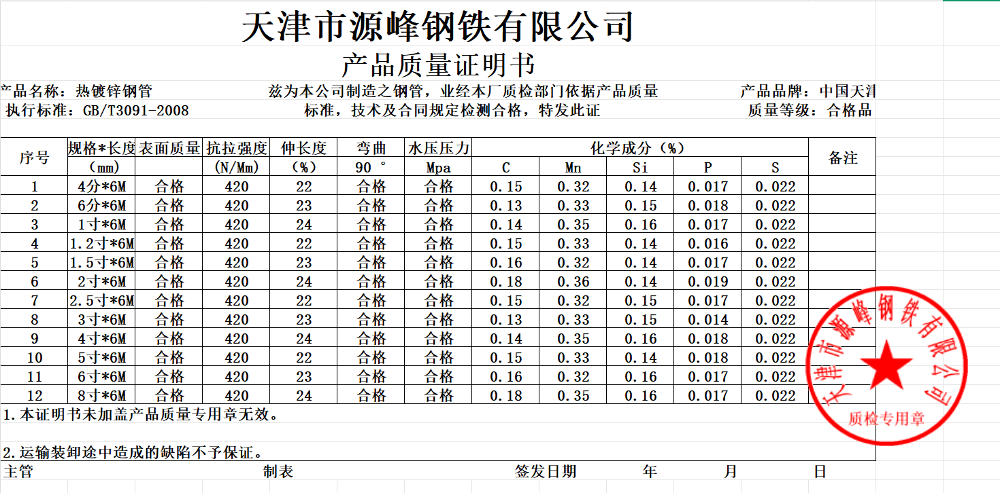 天津市源峰钢铁有限公司
产品质量证明书
产品名称：热镀锌钢管 兹为本公司制造之钢管，业经本厂质检部门依据产品质量 产品品牌：中国天津
执行标准：GB/T3091-2008 标准，技术及合同规定检测合格，特发此证 质量等级：合格品
序号 规格*长度 表面质量 抗拉强度 伸长度 弯曲 水压压力 化学成分（%） 备注
（mm） (N/Mm) （%） 90 ° Mpa C Mn Si P S
1 4分*6M 合格 420 22 合格 合格 0.15 0.32 0.14 0.017 0.022
2 6分*6M 合格 420 23 合格 合格 0.13 0.33 0.15 0.018 0.022
3 1寸*6M 合格 420 24 合格 合格 0.14 0.35 0.16 0.017 0.022
4 1.2寸*6M 合格 420 22 合格 合格 0.15 0.33 0.14 0.016 0.022
5 1.5寸*6M 合格 420 23 合格 合格 0.16 0.32 0.14 0.017 0.022
6 2寸*6M 合格 420 24 合格 合格 0.18 0.36 0.14 0.019 0.022
7 2.5寸*6M 合格 420 22 合格 合格 0.15 0.32 0.15 0.017 0.022
8 3寸*6M 合格 420 23 合格 合格 0.13 0.33 0.15 0.014 0.022
9 4寸*6M 合格 420 24 合格 合格 0.14 0.35 0.16 0.018 0.022
10 5寸*6M 合格 420 22 合格 合格 0.15 0.33 0.14 0.018 0.022
11 6寸*6M 合格 420 23 合格 合格 0.16 0.32 0.16 0.017 0.022
12 8寸*6M 合格 420 24 合格 合格 0.18 0.35 0.16 0.017 0.022
天津市源峰钢铁有限公司
质检专用章
1.本证明书未加盖产品质量专用章无效。
2.运输装卸途中造成的缺陷不予保证。
主管 制表 签发日期 年 月 日